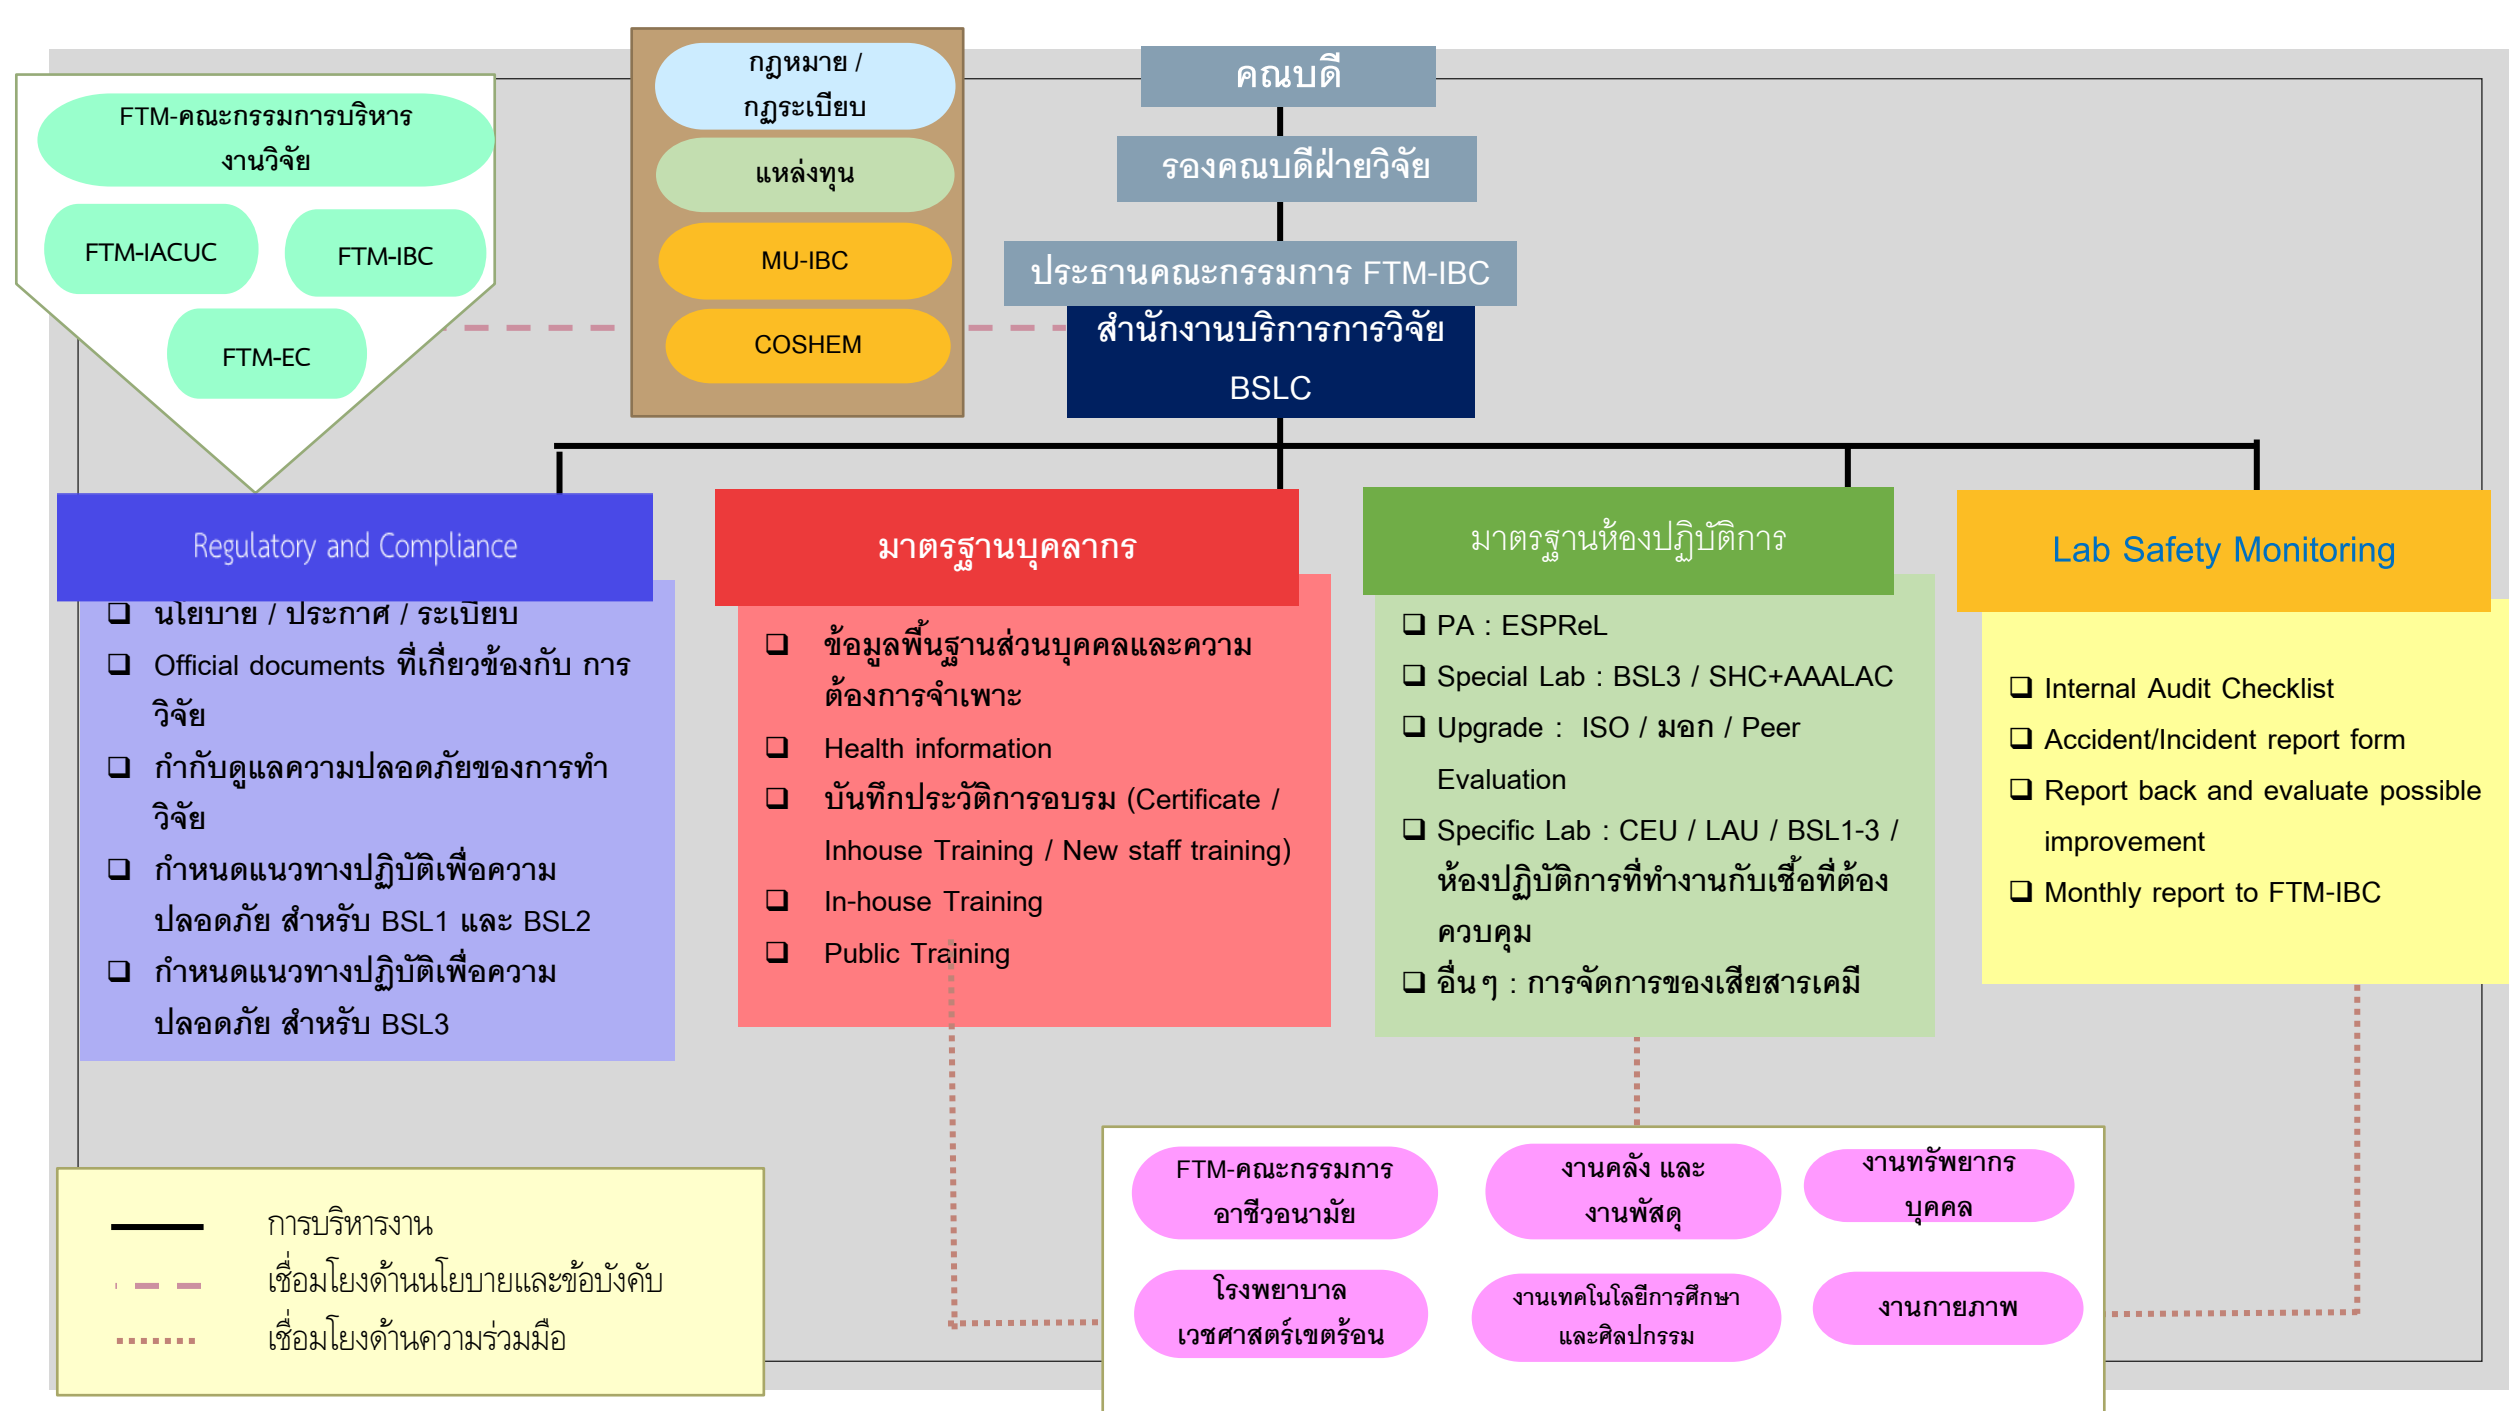 FTM-คณะกรรมการบริหาร
งานวิจัย
FTM-IACUC
FTM-IBC
FTM-EC
กฎหมาย /
กฎระเบียบ
แหล่งทุน
MU-IBC
COSHEM
คณบดี
รองคณบดีฝ่ายวิจัย
ประธานคณะกรรมการ FTM-IBC
สำนักงานบริการการวิจัย
BSLC
Regulatory and Compliance
❑ นโยบาย / ประกาศ / ระเบียบ
❑ Official documents ที่เกี่ยวข้องกับ การ
วิจัย
❑ กำกับดูแลความปลอดภัยของการทำ
วิจัย
❑ กำหนดแนวทางปฏิบัติเพื่อความ
ปลอดภัย สำหรับ BSL1 และ BSL2
❑ กำหนดแนวทางปฏิบัติเพื่อความ
ปลอดภัย สำหรับ BSL3
มาตรฐานบุคลากร
❑ ข้อมูลพื้นฐานส่วนบุคคลและความ
ต้องการจำเพาะ
❑ Health information
❑ บันทึกประวัติการอบรม (Certificate /
Inhouse Training / New staff training)
❑ In-house Training
❑ Public Training
มาตรฐานห้องปฏิบัติการ
❑ PA : ESPReL
❑ Special Lab : BSL3 / SHC+AAALAC
❑ Upgrade : ISO / มอก / Peer
Evaluation
❑ Specific Lab : CEU / LAU / BSL1-3 /
ห้องปฏิบัติการที่ทำงานกับเชื้อที่ต้อง
ควบคุม
❑ อื่นๆ : การจัดการของเสียสารเคมี
Lab Safety Monitoring
❑ Internal Audit Checklist
❑ Accident/Incident report form
❑ Report back and evaluate possible
improvement
❑ Monthly report to FTM-IBC
การบริหารงาน
เชื่อมโยงด้านนโยบายและข้อบังคับ
เชื่อมโยงด้านความร่วมมือ
FTM-คณะกรรมการ
อาชีวอนามัย
งานคลัง และ
งานพัสดุ
งานทรัพยากร
บุคคล
โรงพยาบาล
เวชศาสตร์เขตร้อน
งานเทคโนโลยีการศึกษา
และศิลปกรรม
งานกายภาพ